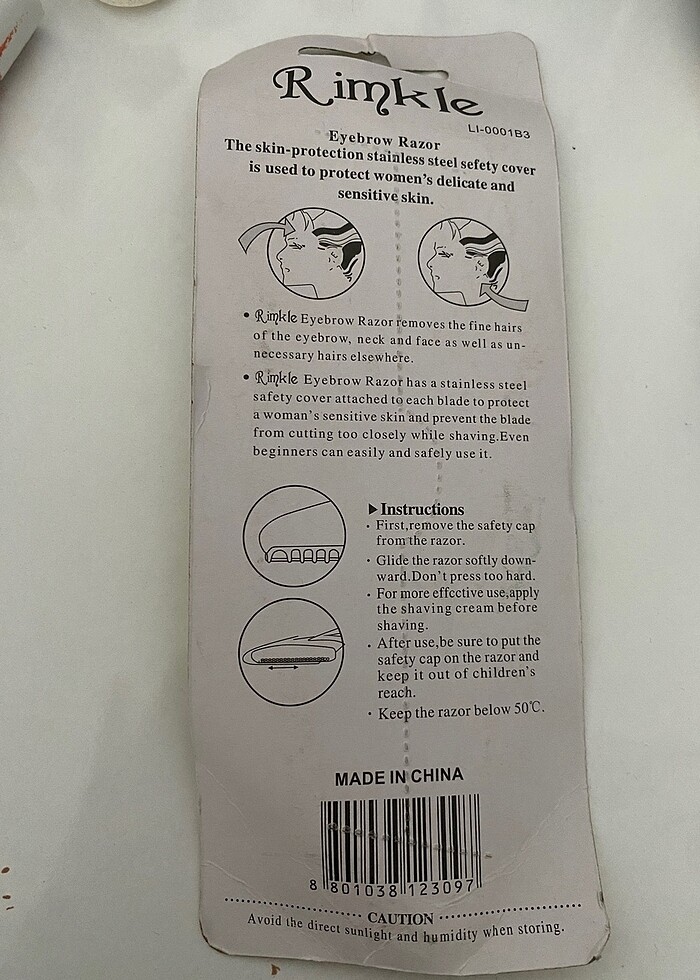 Rimkle
LI-0001B3
Eyebrow Razor
The skin-protection stainless steel sefety cover
is used to protect women's delicate and
sensitive skin.
• Rimkle Eyebrow Razor removes the fine hairs
of the eyebrow, neck and face as well as un-
necessary hairs elsewhere.
• Rimkle Eyebrow Razor has a stainless steel
safety cover attached to each blade to protect
a woman's sensitive skin and prevent the blade
from cutting too closely while shaving.Even
beginners can easily and safely use it.
▶Instructions
· First,remove the safety cap
from the razor.
· Glide the razor softly down-
ward.Don't press too hard.
· For more effcctive use,apply
the shaving cream before
shaving.
· After use,be sure to put the
safety cap on the razor and
keep it out of children's
reach.
· Keep the razor below 50℃.
MADE IN CHINA
8 801038 123097
CAUTION
Avoid the direct sunlight and humidity when storing.